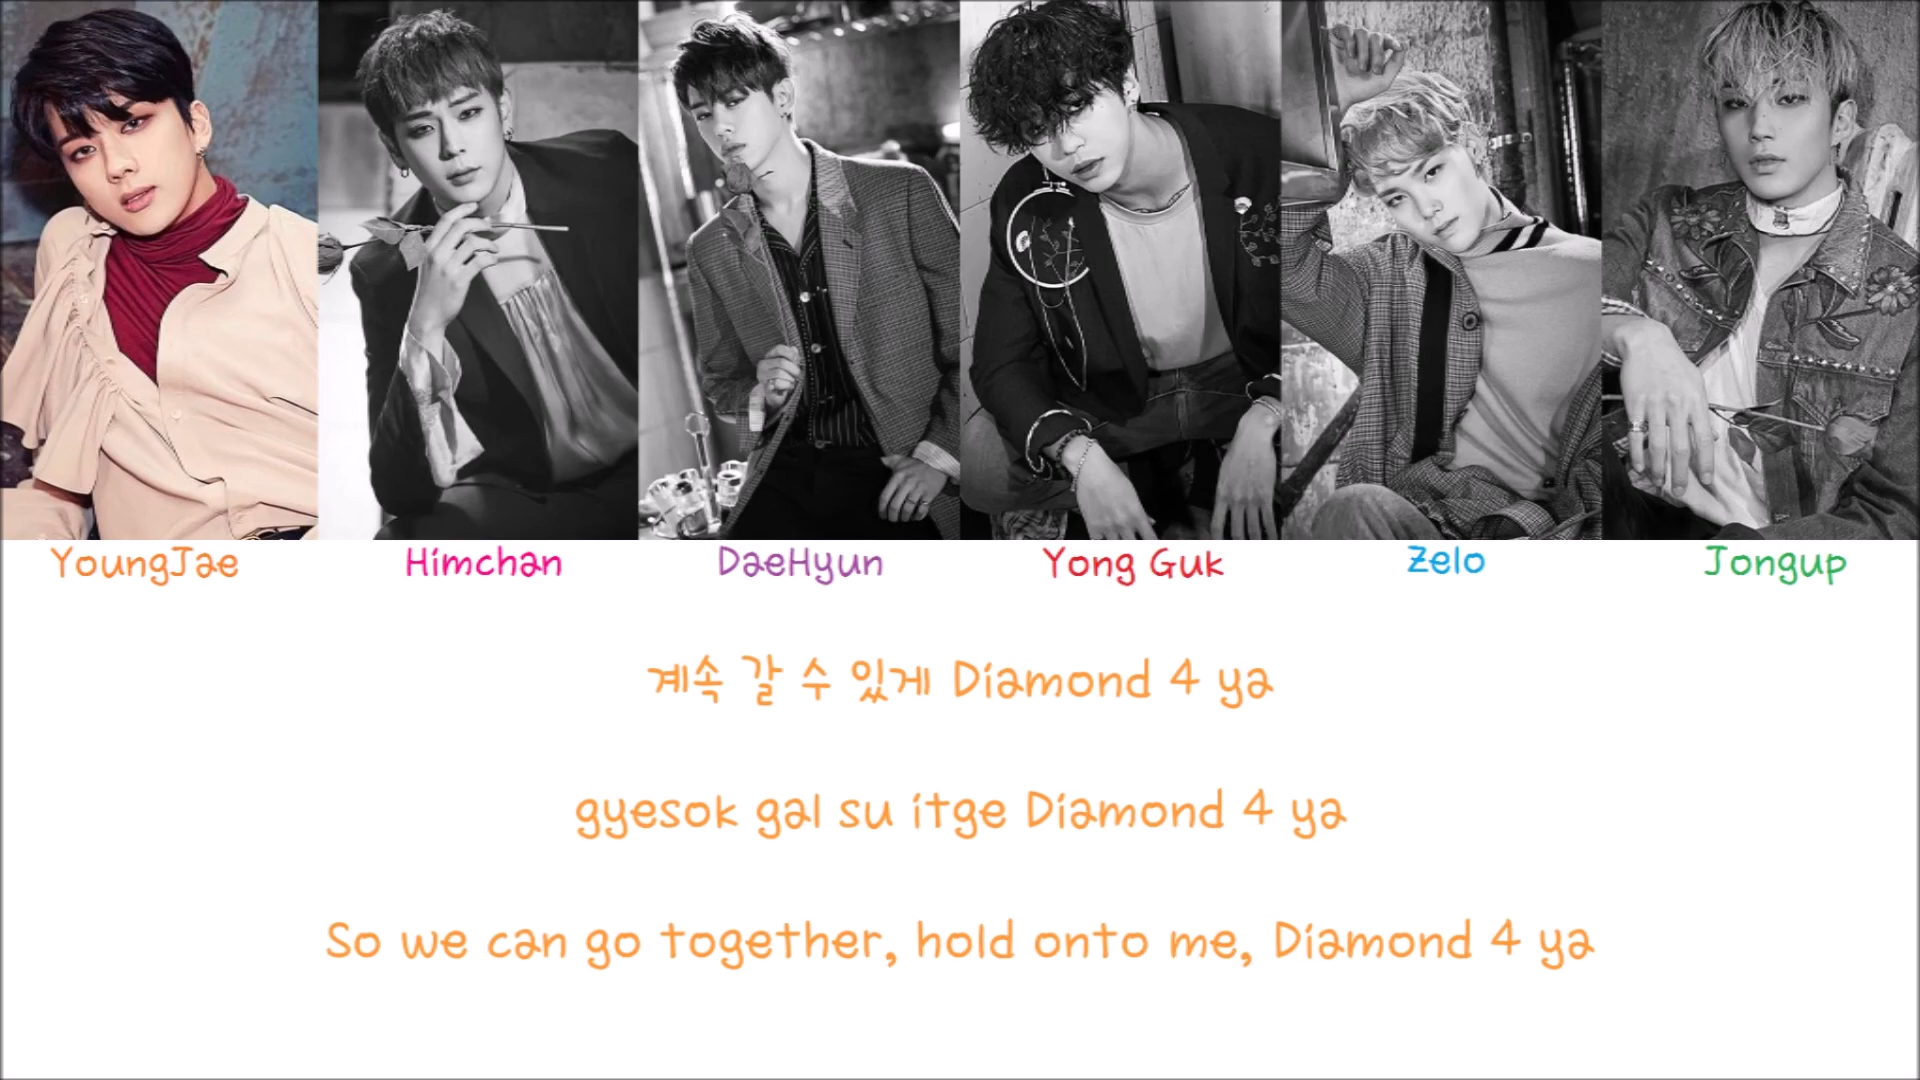 YoungJae Himchan DaeHyun Yong Guk Zelo Jongup
계속 갈 수 있게 Diamond 4 ya
gyesok gal su itge Diamond 4 ya
So we can go together, hold onto me, Diamond 4 ya